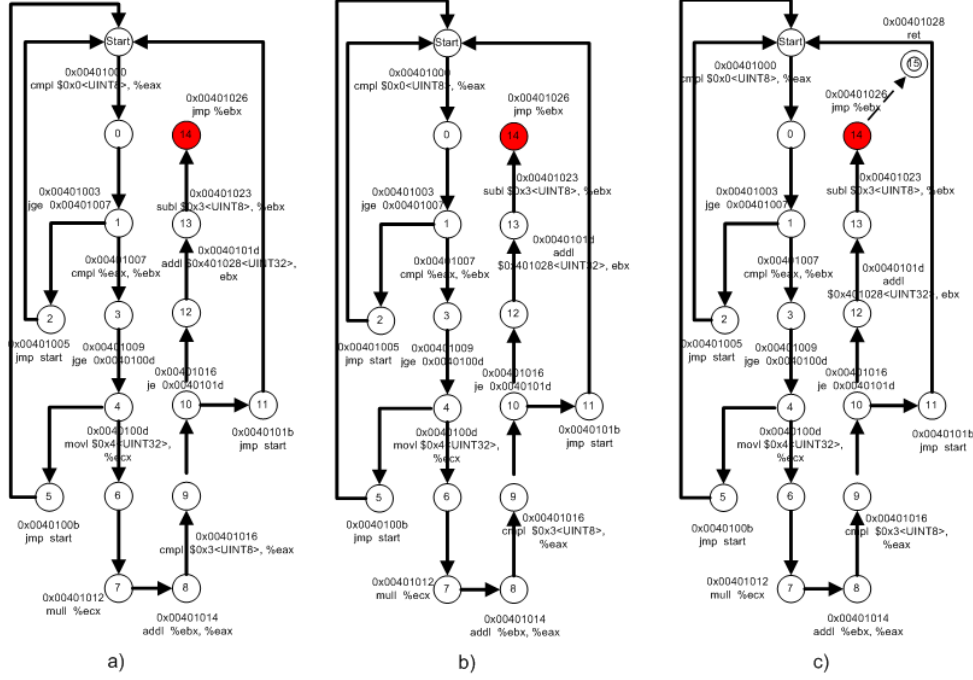 Start
0x00401000
cmpl $0x0<UINT8>, %eax
0x00401026
jmp %ebx
0
14
0x00401003
jge 0x00401007
0x00401023
subl $0x3<UINT8>, %ebx
1
13
0x00401007
cmpl %eax, %ebx
0x0040101d
addl $0x401028<UINT32>,
ebx
2
3
12
0x00401005
jmp start
0x00401009
jge 0x0040100d
0x00401016
je 0x0040101d
4
10
11
0x0040100d
movl $0x4<UINT32>,
%ecx
0x0040101b
jmp start
5
6
9
0x0040100b
jmp start
0x00401016
cmpl $0x3<UINT8>, %eax
7
8
0x00401012
mull %ecx
0x00401014
addl %ebx, %eax
a)
Start
0x00401000
cmpl $0x0<UINT8>, %eax
0x00401026
jmp %ebx
0
14
0x00401003
jge 0x00401007
0x00401023
subl $0x3<UINT8>, %ebx
1
13
0x00401007
cmpl %eax, %ebx
0x0040101d
addl
$0x401028<UINT32>, ebx
2
3
12
0x00401005
jmp start
0x00401009
jge 0x0040100d
0x00401016
je 0x0040101d
4
10
11
0x0040100d
movl $0x4<UINT32>,
%ecx
0x0040101b
jmp start
5
6
9
0x0040100b
jmp start
0x00401016
cmpl $0x3<UINT8>,
%eax
7
8
0x00401012
mull %ecx
0x00401014
addl %ebx, %eax
b)
0x00401028
ret
Start
15
0x00401000
cmpl $0x0<UINT8>, %eax
0x00401026
jmp %ebx
0
14
0x00401003
jge 0x00401007
0x00401023
subl $0x3<UINT8>, %ebx
1
13
0x00401007
cmpl %eax, %ebx
0x0040101d
addl
$0x401028<UINT32>, ebx
2
3
12
0x00401005
jmp start
0x00401009
jge 0x0040100d
0x00401016
je 0x0040101d
4
10
11
0x0040100d
movl $0x4<UINT32>,
%ecx
0x0040101b
jmp start
5
6
9
0x0040100b
jmp start
0x00401016
cmpl $0x3<UINT8>,
%eax
7
8
0x00401012
mull %ecx
0x00401014
addl %ebx, %eax
c)